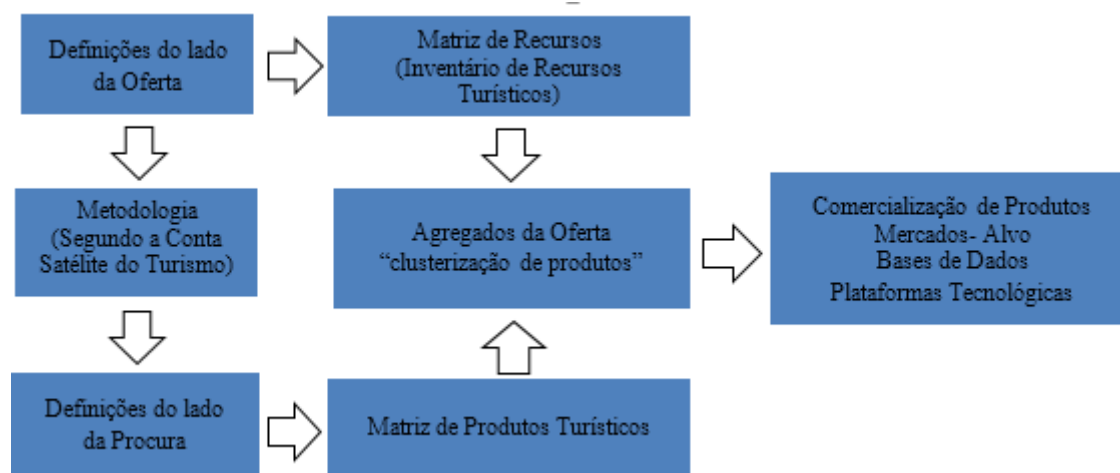 Definições do lado
da Oferta
Matriz de Recursos
(Inventário de Recursos
Turísticos)
Metodologia
(Segundo a Conta
Satélite do Turismo)
Agregados da Oferta
“clusterização de produtos”
Comercialização de Produtos
Mercados- Alvo
Bases de Dados
Plataformas Tecnológicas
Definições do lado
da Procura
Matriz de Produtos Turísticos